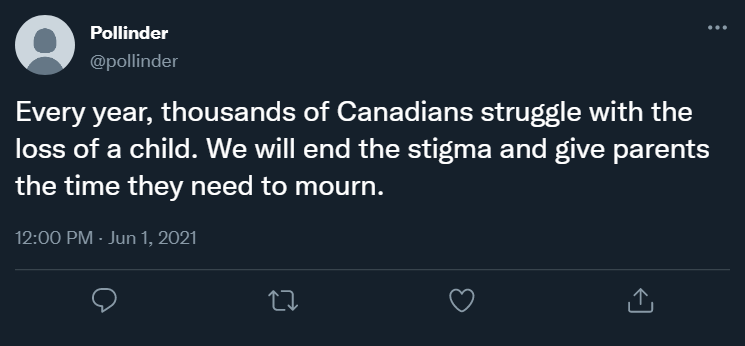 Pollinder
@pollinder
Every year, thousands of Canadians struggle with the
loss of a child. We will end the stigma and give parents
the time they need to mourn.
12:00 PM · Jun 1, 2021